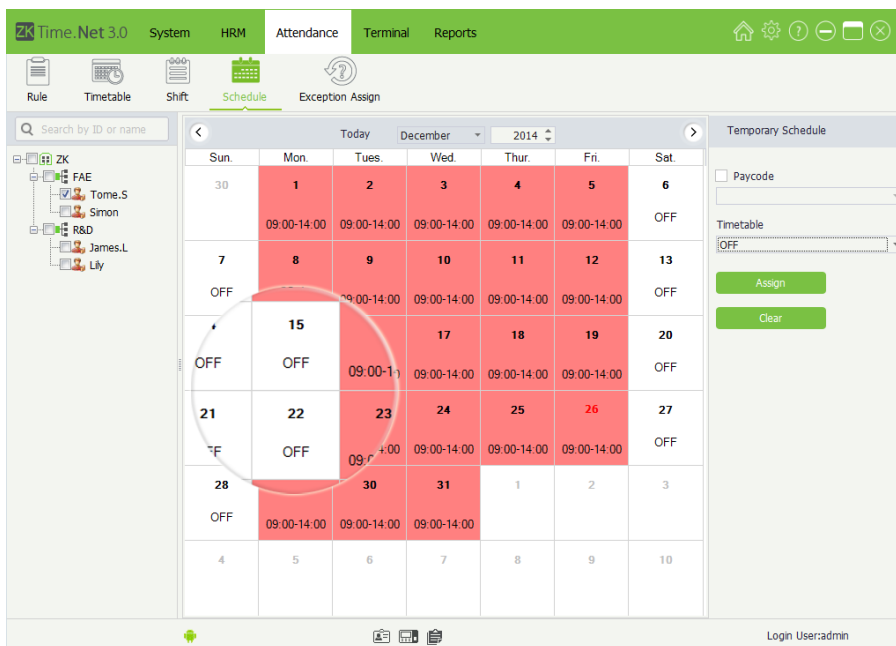 ZK Time.Net 3.0 System HRM Attendance Terminal Reports
Rule Timetable Shift Schedule Exception Assign
Search by ID or name
ZK
FAE
Tome.S
Simon
R&D
James.L
Lily
Today December 2014
Sun. Mon. Tues. Wed. Thur. Fri. Sat.
30 1 2 3 4 5 6
09:00-14:00 09:00-14:00 09:00-14:00 09:00-14:00 09:00-14:00 OFF
7 8 9 10 11 12 13
OFF 09:00-14:00 09:00-14:00 09:00-14:00 09:00-14:00 OFF
15 17 18 19 20
OFF OFF 09:00-1 09:00-14:00 09:00-14:00 09:00-14:00 OFF
21 22 23 24 25 26 27
OFF 09:00-14:00 09:00-14:00 09:00-14:00 OFF
28 30 31 1 2 3
OFF 09:00-14:00 09:00-14:00 09:00-14:00
4 5 6 7 8 9 10
Temporary Schedule
Paycode
Timetable
OFF
Assign
Clear
Login User:admin